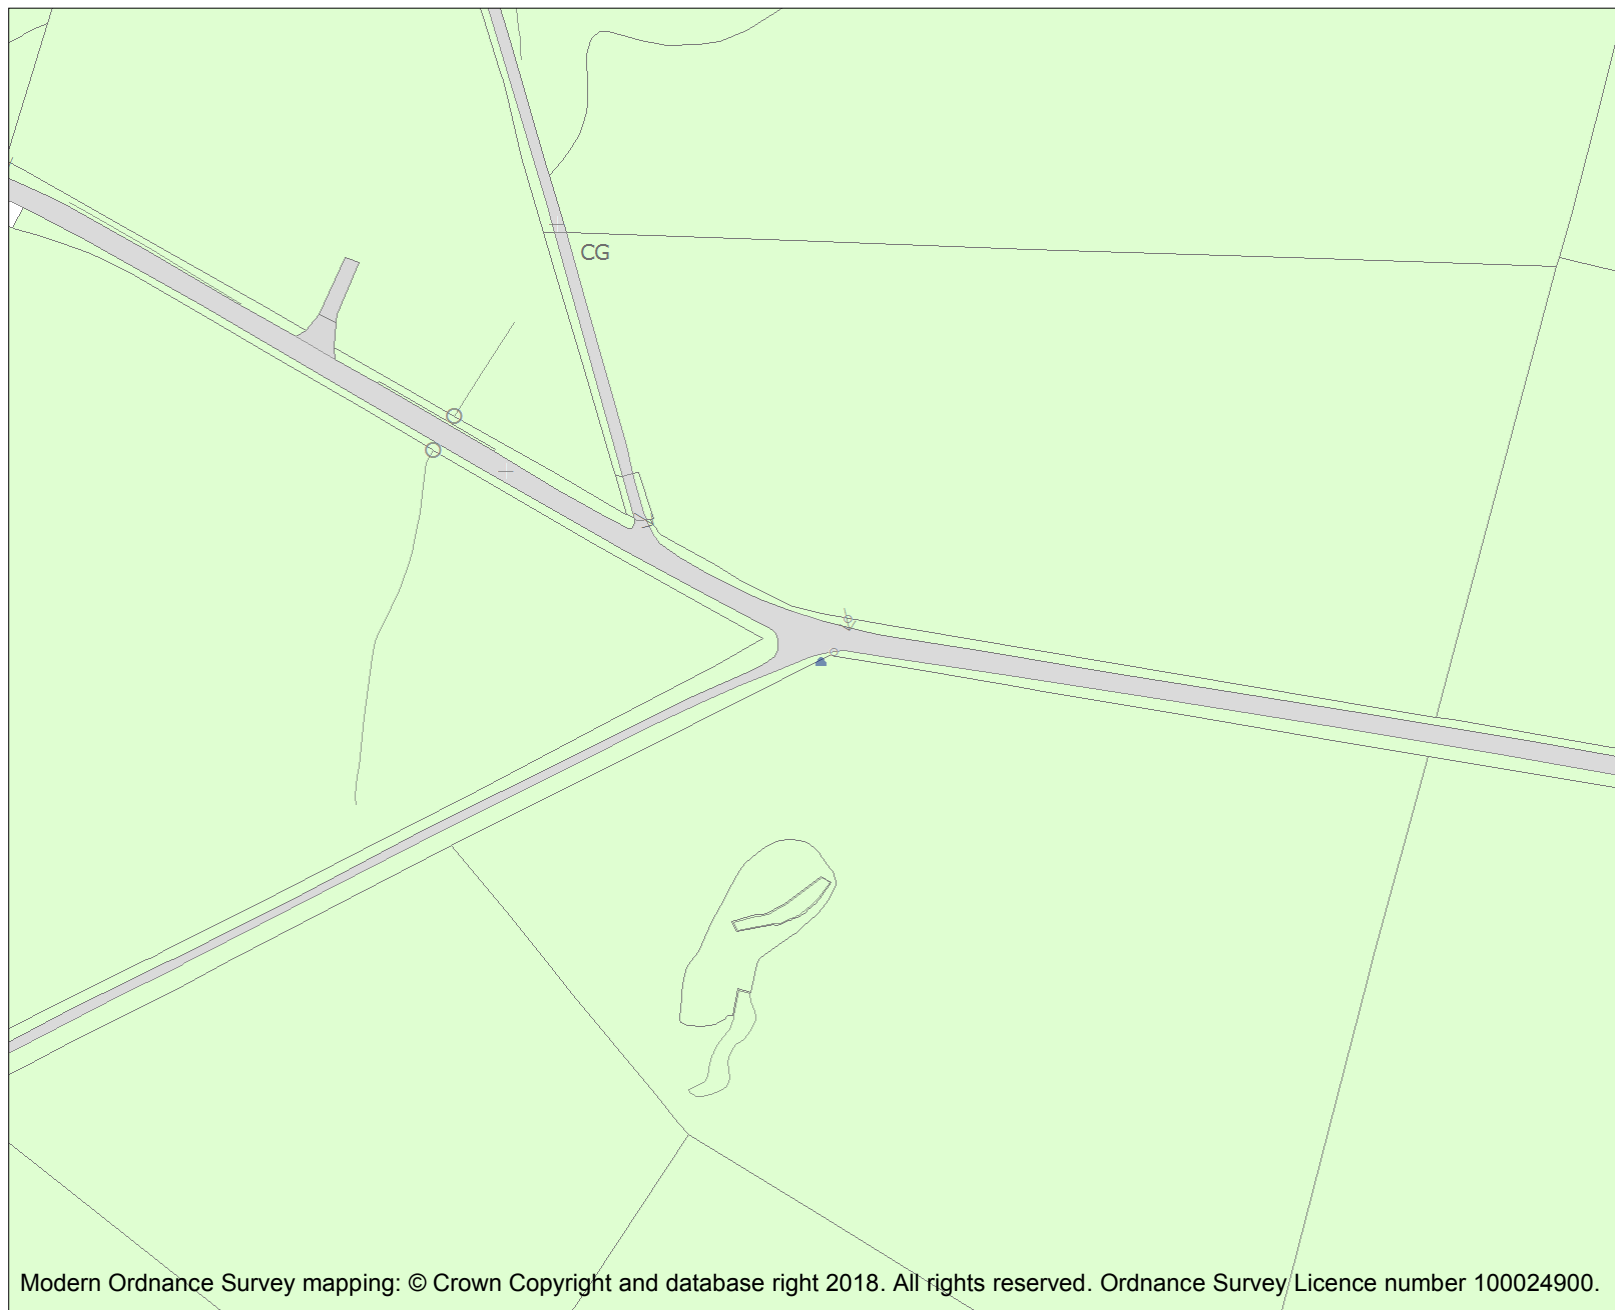 CG
Modern Ordnance Survey mapping: © Crown Copyright and database right 2018. All rights reserved. Ordnance Survey Licence number 100024900.